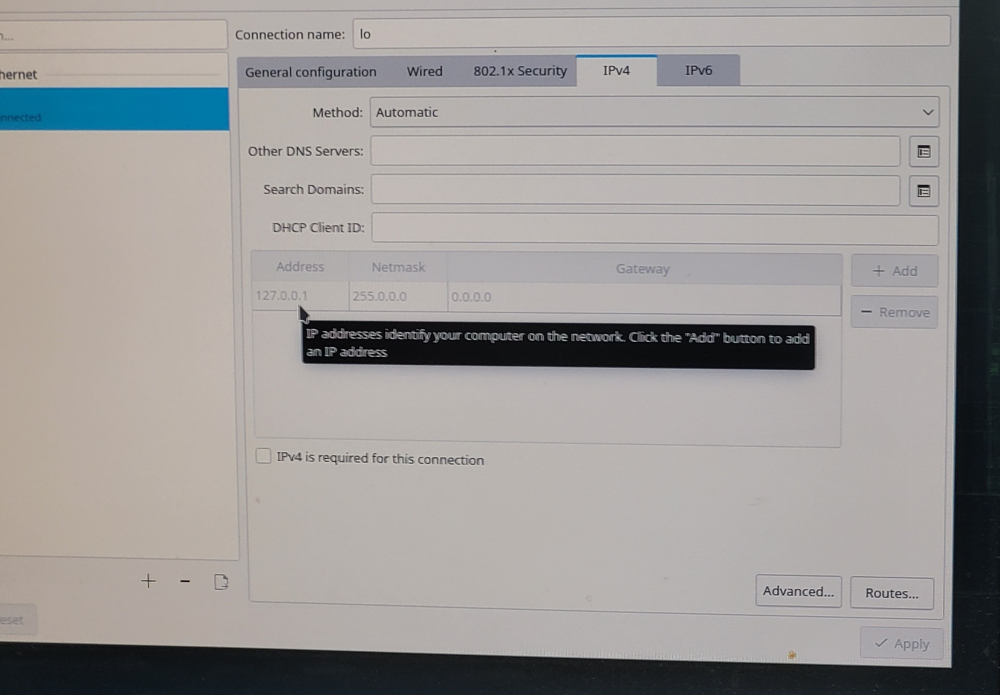 Connection name: lo
General configuration Wired 802.1x Security IPv4 IPv6
hernet
nnected
Method: Automatic
Other DNS Servers:
Search Domains:
DHCP Client ID:
Address Netmask Gateway
127.0.0.1 255.0.0.0 0.0.0.0
+ Add
− Remove
IP addresses identify your computer on the network. Click the "Add" button to add
an IP address
IPv4 is required for this connection
Advanced... Routes...
eset
Apply